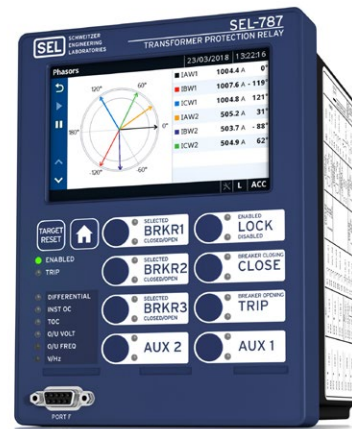 SEL-787
SEL SCHWEITZER ENGINEERING LABORATORIES
TRANSFORMER PROTECTION RELAY
Phasors 23/03/2018 13:22:16
120° 60°
180° 0°
-120° -60°
IAW1 1004.4 A 0°
IBW1 1007.6 A - 119°
ICW1 1004.8 A 121°
IAW2 505.2 A 31°
IBW2 503.7 A - 88°
ICW2 504.9 A 62°
L ACC
TARGET RESET
SELECTED
BRKR1
CLOSED/OPEN
ENABLED
LOCK
DISABLED
ENABLED
TRIP
SELECTED
BRKR2
CLOSED/OPEN
BREAKER CLOSING
CLOSE
DIFFERENTIAL
INST OC
TOC
O/U VOLT
O/U FREQ
V/Hz
SELECTED
BRKR3
CLOSED/OPEN
BREAKER OPENING
TRIP
AUX 2
AUX 1
PORT F